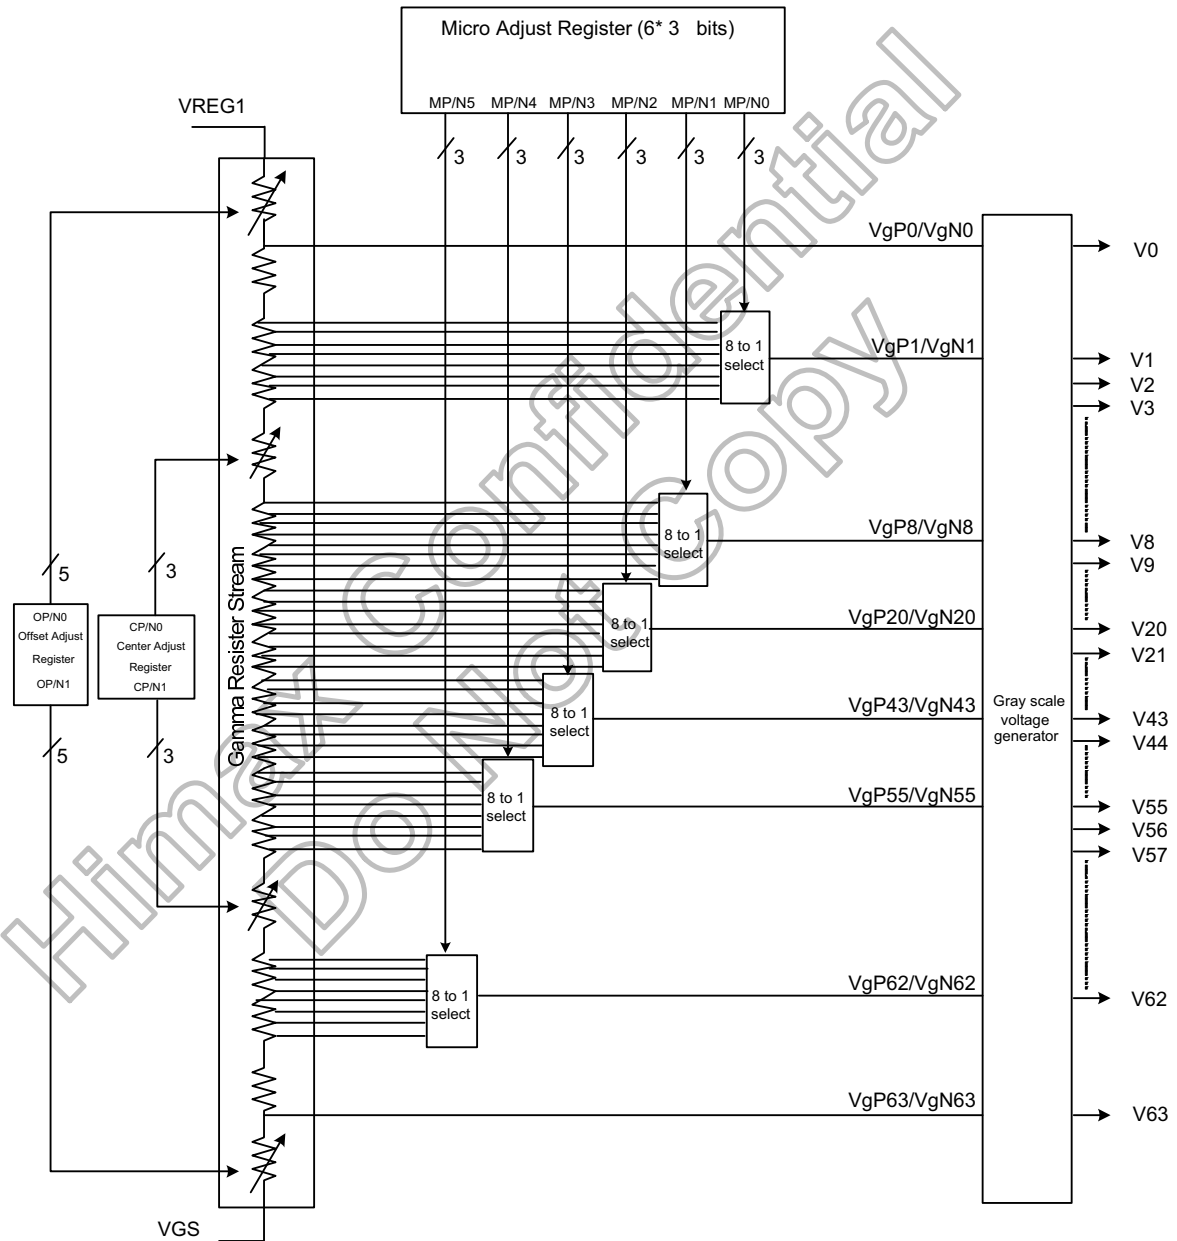 Micro Adjust Register (6* 3 bits)
MP/N5 MP/N4 MP/N3 MP/N2 MP/N1 MP/N0
VREG1
3 3 3 3 3 3
VgP0/VgN0
V0
8 to 1
select
VgP1/VgN1
V1
V2
V3
8 to 1
select
VgP8/VgN8
V8
V9
5
3
OP/N0
Offset Adjust
Register
OP/N1
CP/N0
Center Adjust
Register
CP/N1
5
3
Gamma Resister Stream
8 to 1
select
VgP20/VgN20
V20
V21
8 to 1
select
VgP43/VgN43
Gray scale
voltage
generator
V43
V44
8 to 1
select
VgP55/VgN55
V55
V56
V57
8 to 1
select
VgP62/VgN62
V62
VgP63/VgN63
V63
VGS
Himax Confidential
Do Not Copy